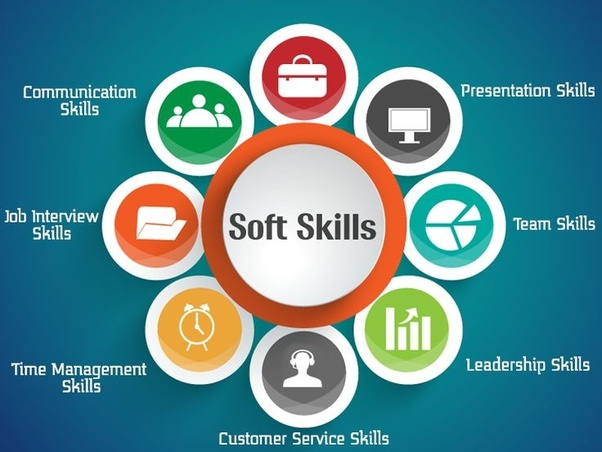 Communication
Skills
Presentation Skills
Job Interview
Skills
Soft Skills
Team Skills
Time Management
Skills
Leadership Skills
Customer Service Skills